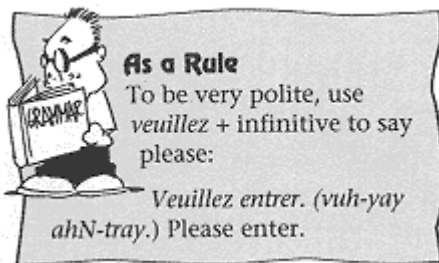 As a Rule
To be very polite, use
veuillez + infinitive to say
please:
Veuillez entrer. (vuh-yay
ahN-tray.) Please enter.
GRAMMAR